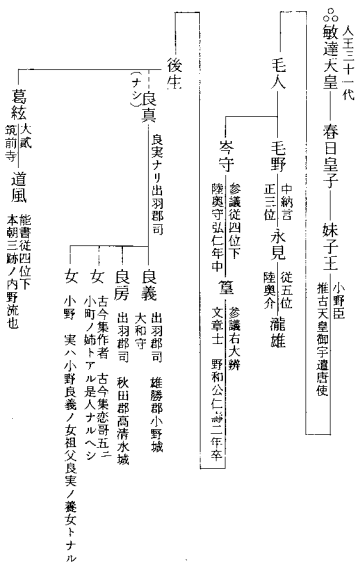 人王三十一代
敏達天皇
春日皇子
妹子王
小野臣
推古天皇御宇遣唐使
毛人
毛野
中納言
正三位
永見
従五位
陸奥介
瀧雄
岑守
参議従四位下
陸奥守弘仁年中
篁
参議右大辨
文章士 野和公仁寿二年卒
後生
良真
(ナシ)
良実ナリ出羽郡司
良義
出羽郡司 雄勝郡小野城
大和守
良房
出羽郡司 秋田郡高清水城
女
古今集作者 古今集恋哥五ニ
小町ノ姉トアル是人ナルヘシ
女
小野 実ハ小野良義ノ女祖父良実ノ養女トナル
葛絃
大貳
筑前寺
道風
能書従四位下
本朝三跡ノ内野流也